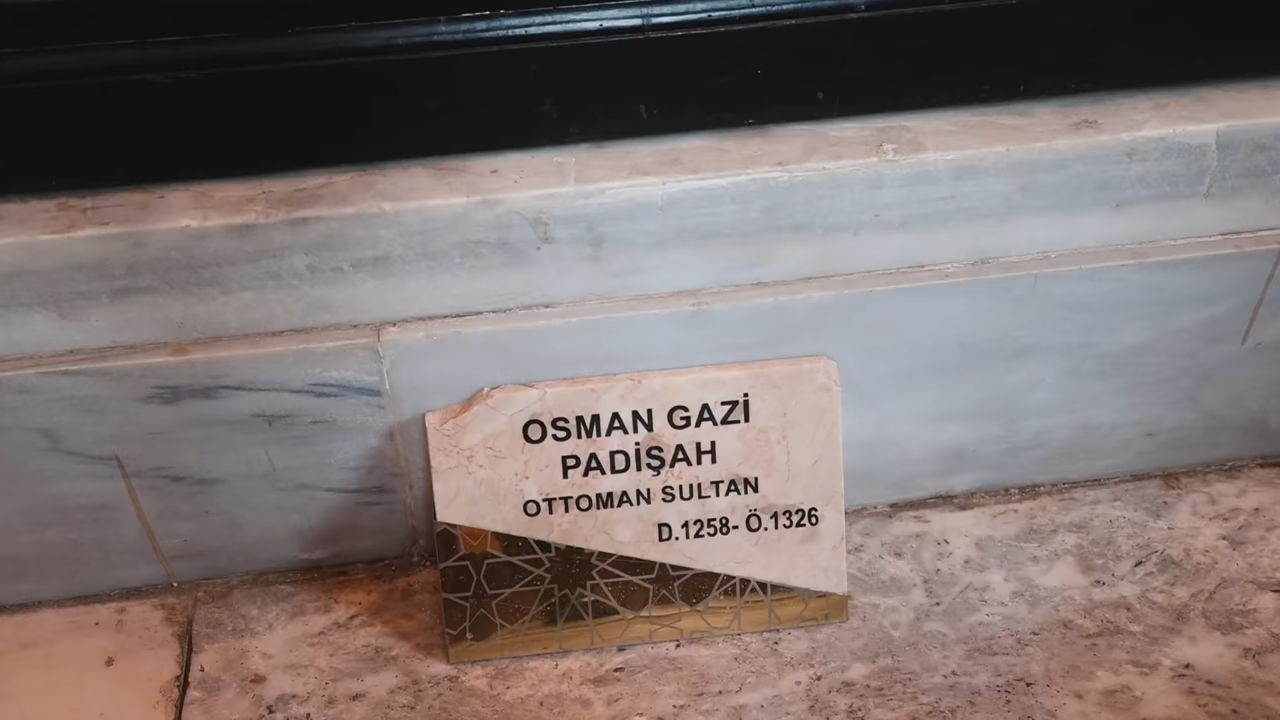 OSMAN GAZİ
PADİŞAH
OTTOMAN SULTAN
D.1258- Ö.1326